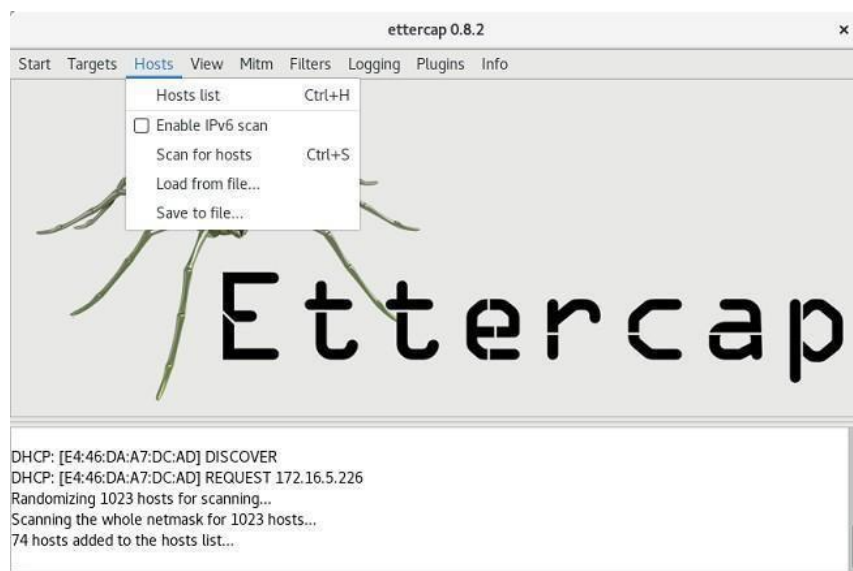 ettercap 0.8.2 ×
Start Targets Hosts View Mitm Filters Logging Plugins Info
Hosts list Ctrl+H
Enable IPv6 scan
Scan for hosts Ctrl+S
Load from file...
Save to file...
Ettercap
DHCP: [E4:46:DA:A7:DC:AD] DISCOVER
DHCP: [E4:46:DA:A7:DC:AD] REQUEST 172.16.5.226
Randomizing 1023 hosts for scanning...
Scanning the whole netmask for 1023 hosts...
74 hosts added to the hosts list...